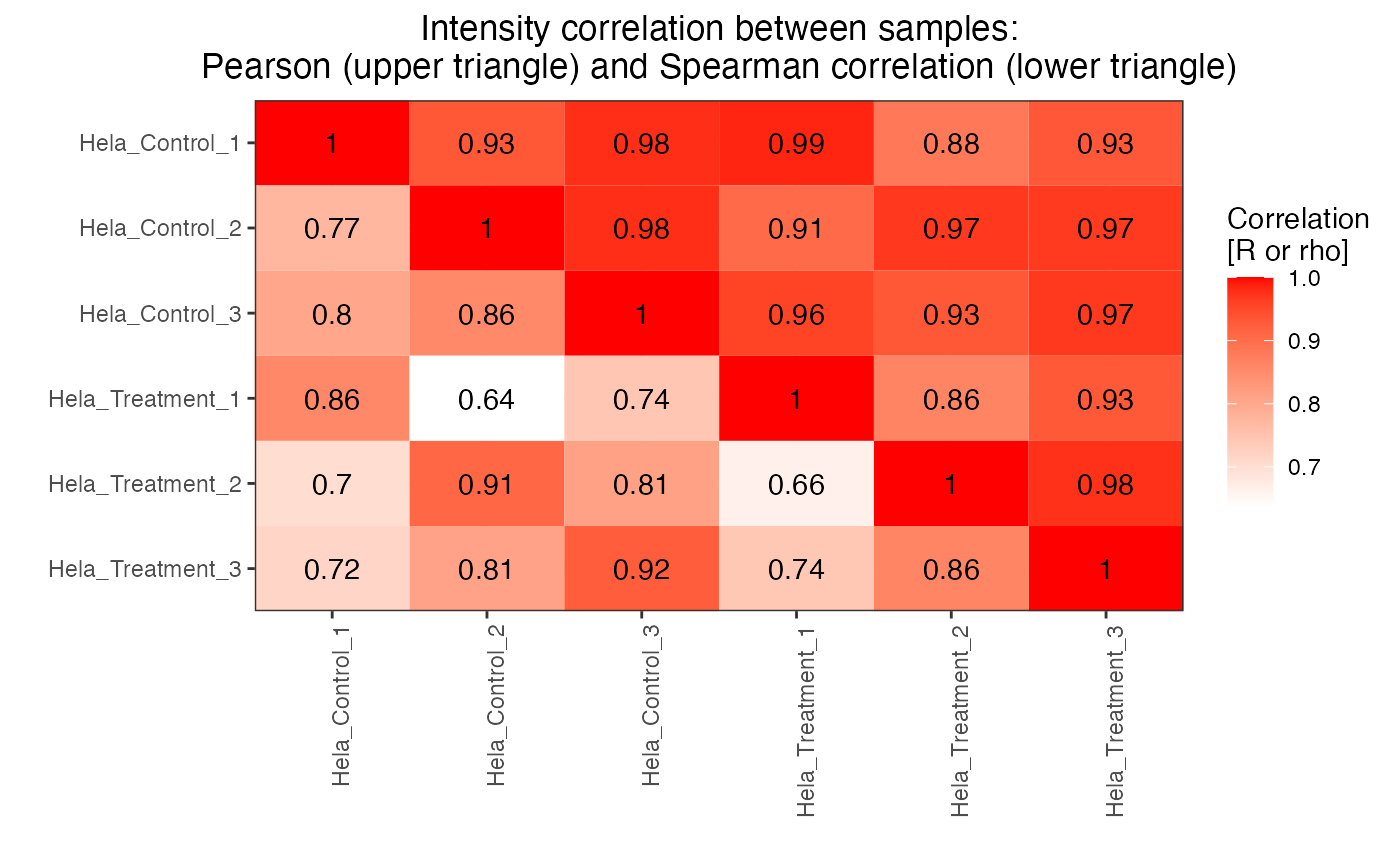 Intensity correlation between samples:
Pearson (upper triangle) and Spearman correlation (lower triangle)
Hela_Control_1 1 0.93 0.98 0.99 0.88 0.93
Hela_Control_2 0.77 1 0.98 0.91 0.97 0.97
Hela_Control_3 0.8 0.86 1 0.96 0.93 0.97
Hela_Treatment_1 0.86 0.64 0.74 1 0.86 0.93
Hela_Treatment_2 0.7 0.91 0.81 0.66 1 0.98
Hela_Treatment_3 0.72 0.81 0.92 0.74 0.86 1
Hela_Control_1
Hela_Control_2
Hela_Control_3
Hela_Treatment_1
Hela_Treatment_2
Hela_Treatment_3
Correlation
[R or rho]
1.0
0.9
0.8
0.7